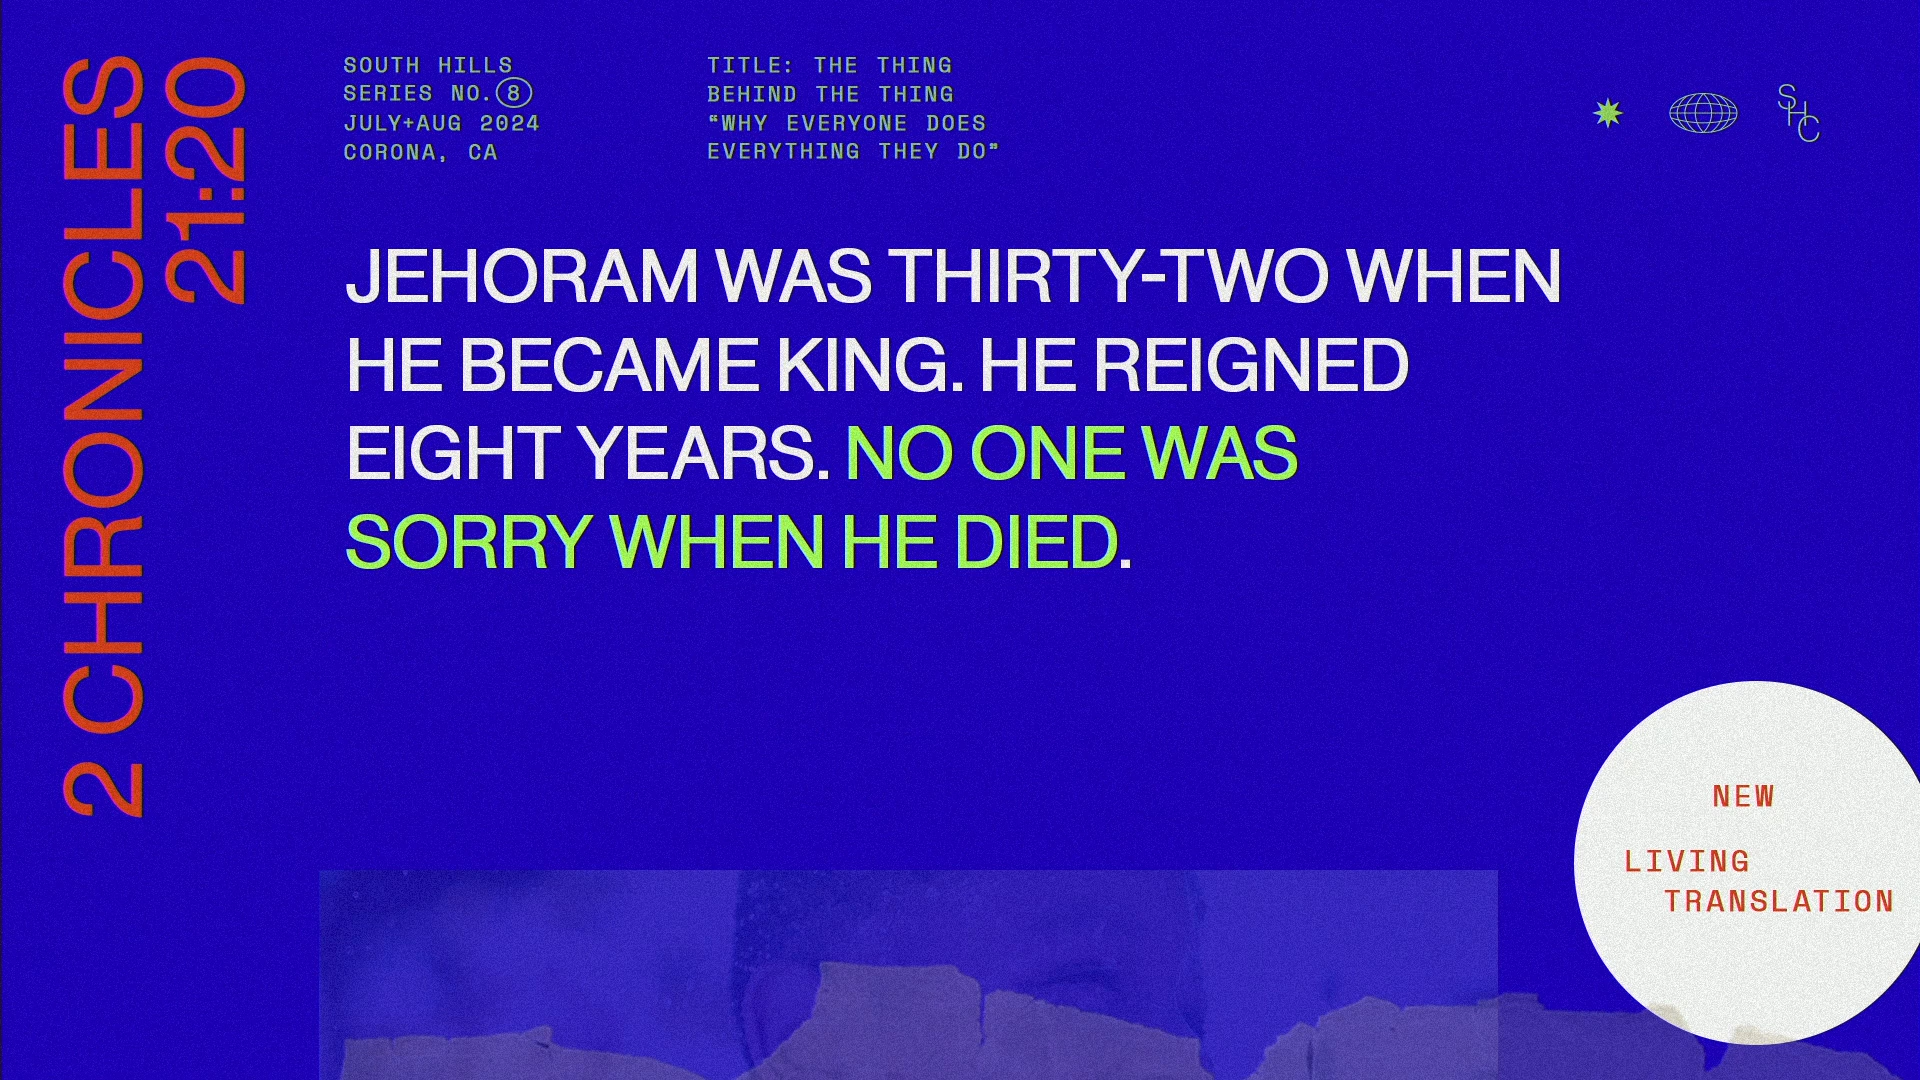 2 CHRONICLES
21:20
SOUTH HILLS
SERIES NO. 8
JULY+AUG 2024
CORONA, CA
TITLE: THE THING
BEHIND THE THING
“WHY EVERYONE DOES
EVERYTHING THEY DO”
SHC
JEHORAM WAS THIRTY-TWO WHEN
HE BECAME KING. HE REIGNED
EIGHT YEARS. NO ONE WAS
SORRY WHEN HE DIED.
NEW
LIVING
TRANSLATION